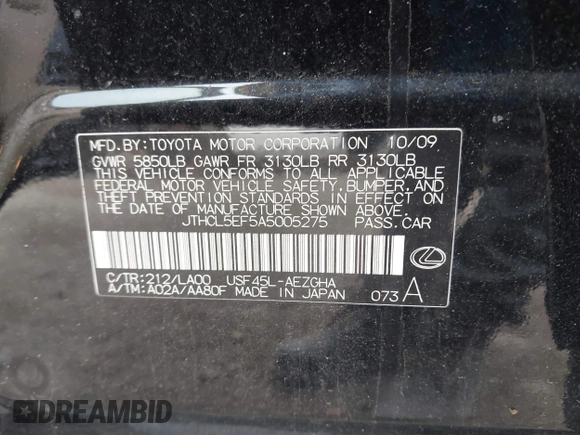 MFD.BY:TOYOTA MOTOR CORPORATION 10/09
GVWR 5850LB GAWR FR 3130LB RR 3130LB
THIS VEHICLE CONFORMS TO ALL APPLICABLE
FEDERAL MOTOR VEHICLE SAFETY,BUMPER,AND
THEFT PREVENTION STANDARDS IN EFFECT ON
THE DATE OF MANUFACTURE SHOWN ABOVE.
JTHCL5EF5A5005275 PASS.CAR
C/TR:212/LA00 USF45L-AEZGHA
A/TM:A02A/AA80F MADE IN JAPAN 073A
DREAMBID